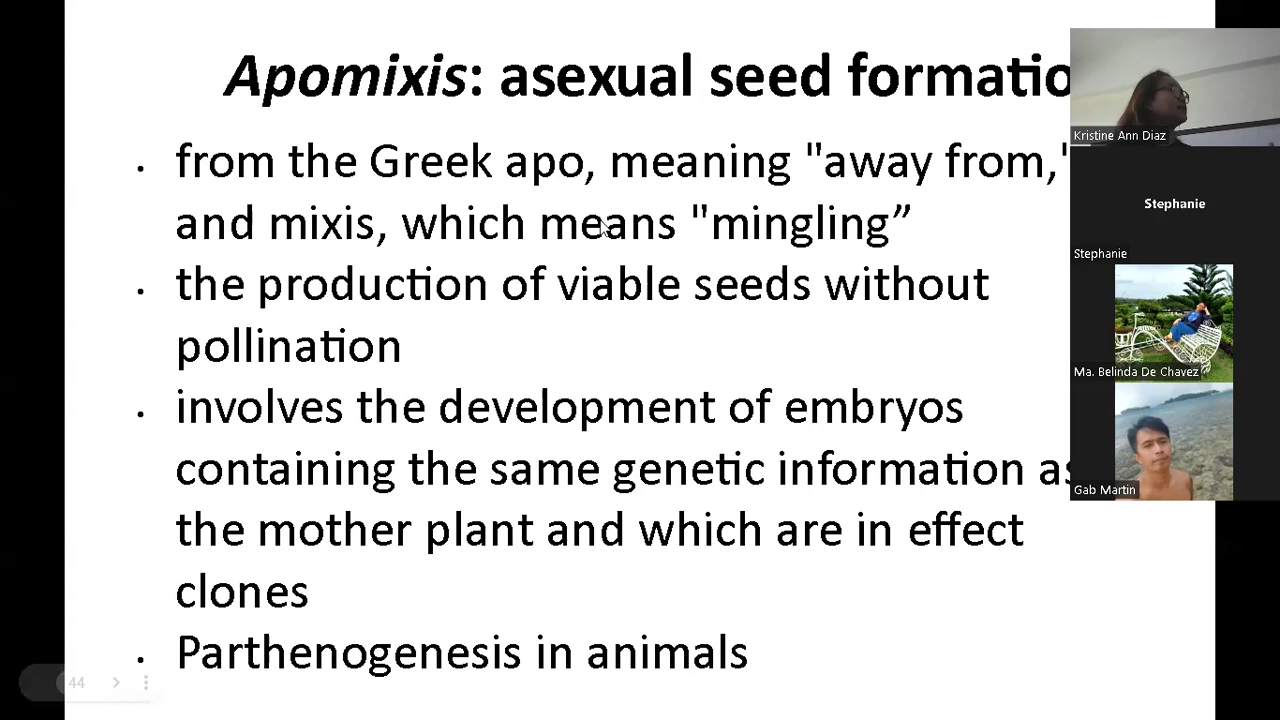 Apomixis: asexual seed formatio
from the Greek apo, meaning "away from,"
and mixis, which means "mingling”
the production of viable seeds without
pollination
involves the development of embryos
containing the same genetic information as
the mother plant and which are in effect
clones
Parthenogenesis in animals
44
Kristine Ann Diaz
Stephanie
Stephanie
Ma. Belinda De Chavez
Gab Martin